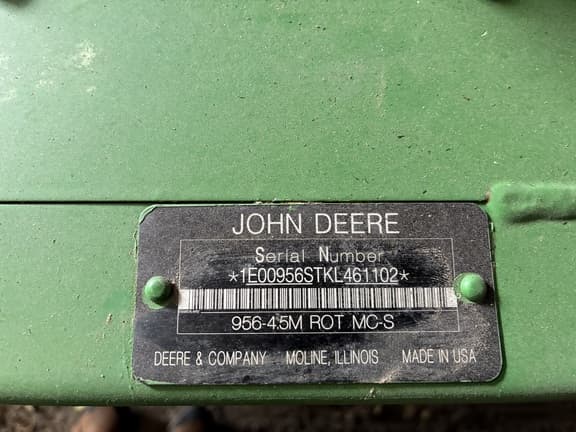 JOHN DEERE
Serial Number
*1E00956STKL461102*
956-4.5M ROT MC-S
DEERE & COMPANY MOLINE, ILLINOIS MADE IN USA